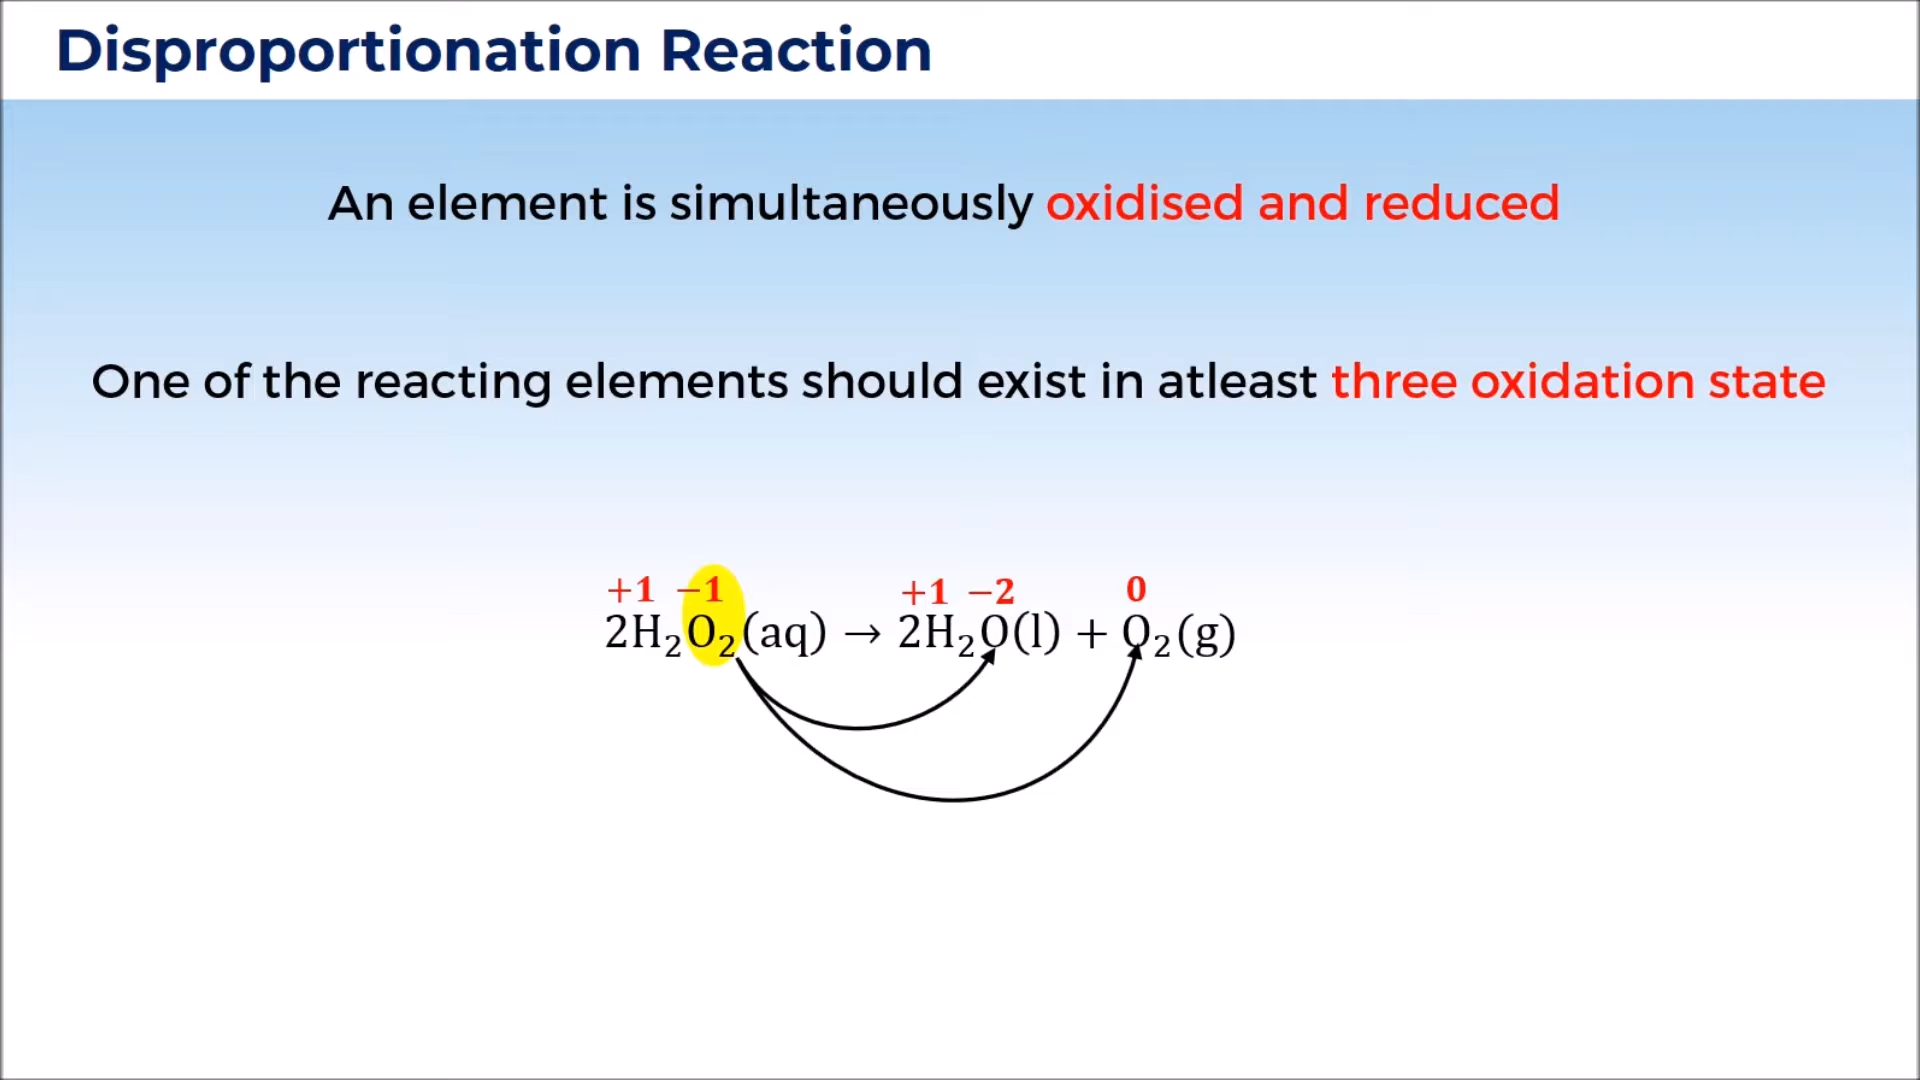 Disproportionation Reaction
An element is simultaneously oxidised and reduced
One of the reacting elements should exist in atleast three oxidation state
+1 −1 +1 −2 0
2H₂O₂(aq) → 2H₂O(l) + O₂(g)